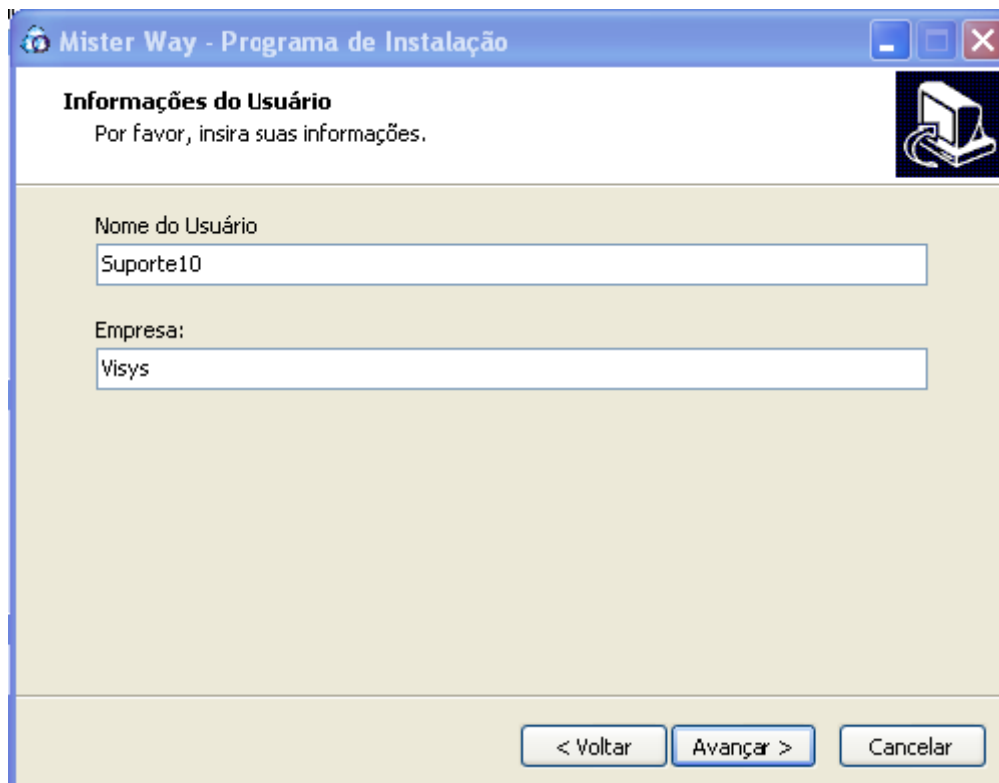 Mister Way - Programa de Instalação
Informações do Usuário
Por favor, insira suas informações.
Nome do Usuário
Suporte10
Empresa:
Visys
< Voltar
Avançar >
Cancelar